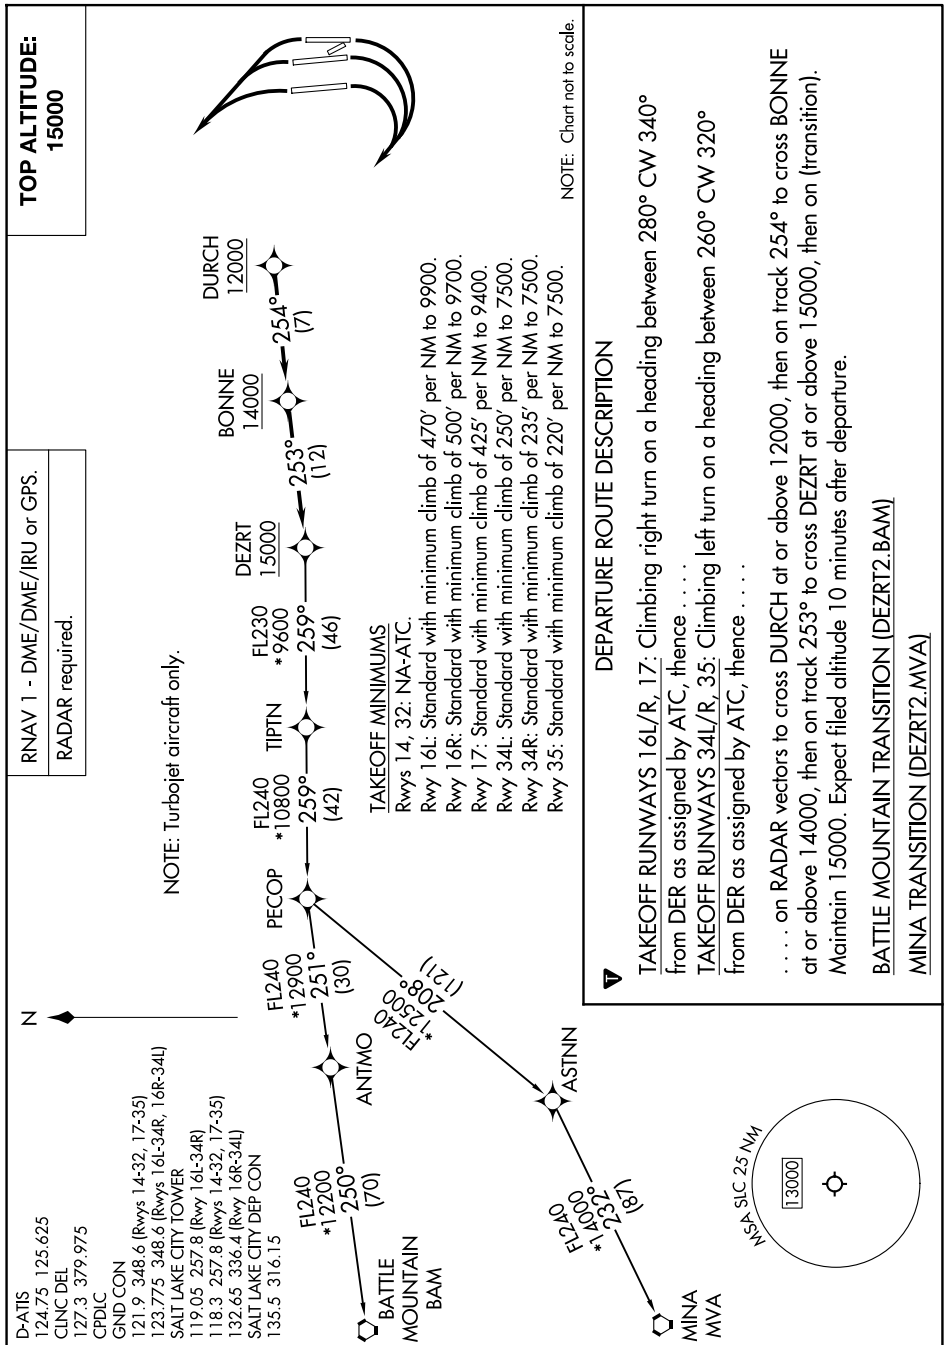 TOP ALTITUDE:
15000
RNAV 1 - DME/DME/IRU or GPS.
RADAR required.
D-ATIS
124.75 125.625
CLNC DEL
127.3 379.975
CPDLC
GND CON
121.9 348.6 (Rwys 14-32, 17-35)
123.775 348.6 (Rwys 16L-34R, 16R-34L)
SALT LAKE CITY TOWER
119.05 257.8 (Rwy 16L-34R)
118.3 257.8 (Rwys 14-32, 17-35)
132.65 336.4 (Rwy 16R-34L)
SALT LAKE CITY DEP CON
135.5 316.15
N
NOTE: Turbojet aircraft only.
DURCH
12000
254°
(7)
BONNE
14000
253°
(12)
DEZRT
15000
FL230
*9600
259°
(46)
TIPTN
FL240
*10800
259°
(42)
PECOP
FL240
*12900
251°
(30)
ANTMO
FL240
*12200
250°
(70)
BATTLE
MOUNTAIN
BAM
FL240
*12500
208°
(121)
ASTNN
FL240
*14000
232°
(87)
MINA
MVA
MSA SLC 25 NM
13000
TAKEOFF MINIMUMS
Rwys 14, 32: NA-ATC.
Rwy 16L: Standard with minimum climb of 470' per NM to 9900.
Rwy 16R: Standard with minimum climb of 500' per NM to 9700.
Rwy 17: Standard with minimum climb of 425' per NM to 9400.
Rwy 34L: Standard with minimum climb of 250' per NM to 7500.
Rwy 34R: Standard with minimum climb of 235' per NM to 7500.
Rwy 35: Standard with minimum climb of 220' per NM to 7500.
NOTE: Chart not to scale.
T
DEPARTURE ROUTE DESCRIPTION
TAKEOFF RUNWAYS 16L/R, 17: Climbing right turn on a heading between 280° CW 340°
from DER as assigned by ATC, thence . . . .
TAKEOFF RUNWAYS 34L/R, 35: Climbing left turn on a heading between 260° CW 320°
from DER as assigned by ATC, thence . . . .
. . . . on RADAR vectors to cross DURCH at or above 12000, then on track 254° to cross BONNE
at or above 14000, then on track 253° to cross DEZRT at or above 15000, then on (transition).
Maintain 15000. Expect filed altitude 10 minutes after departure.
BATTLE MOUNTAIN TRANSITION (DEZRT2.BAM)
MINA TRANSITION (DEZRT2.MVA)